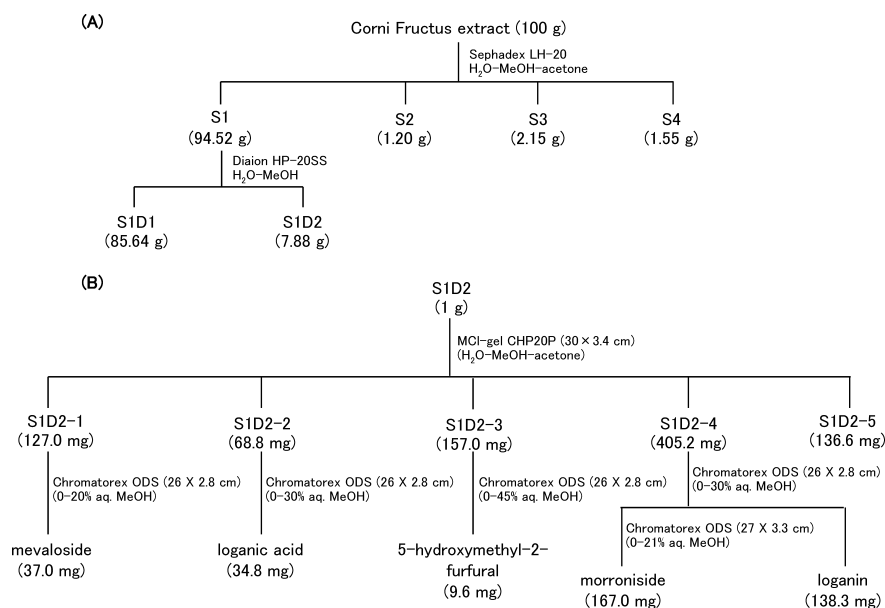 (A)
Corni Fructus extract (100 g)
Sephadex LH-20
H₂O-MeOH-acetone
S1
(94.52 g)
S2
(1.20 g)
S3
(2.15 g)
S4
(1.55 g)
Diaion HP-20SS
H₂O-MeOH
S1D1
(85.64 g)
S1D2
(7.88 g)
(B)
S1D2
(1 g)
MCI-gel CHP20P (30×3.4 cm)
(H₂O-MeOH-acetone)
S1D2-1
(127.0 mg)
S1D2-2
(68.8 mg)
S1D2-3
(157.0 mg)
S1D2-4
(405.2 mg)
S1D2-5
(136.6 mg)
Chromatorex ODS (26 X 2.8 cm)
(0-20% aq. MeOH)
Chromatorex ODS (26 X 2.8 cm)
(0-30% aq. MeOH)
Chromatorex ODS (26 X 2.8 cm)
(0-45% aq. MeOH)
Chromatorex ODS (26 X 2.8 cm)
(0-30% aq. MeOH)
Chromatorex ODS (27 X 3.3 cm)
(0-21% aq. MeOH)
mevaloside
(37.0 mg)
loganic acid
(34.8 mg)
5-hydroxymethyl-2-
furfural
(9.6 mg)
morroniside
(167.0 mg)
loganin
(138.3 mg)